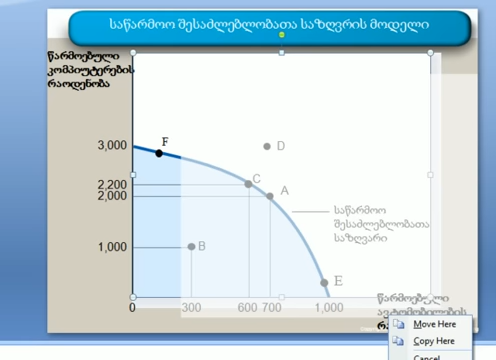 საწარმოო შესაძლებლობათა საზღვრის მოდელი
წარმოებული
კომპიუტერების
რაოდენობა
F
3,000
D
2,200
C
2,000
A
საწარმოო
შესაძლებლობათა
საზღვარი
1,000
B
E
0
300
600
700
1,000
წარმოებული
ავტომობილების
Move Here
Copy Here
Cancel